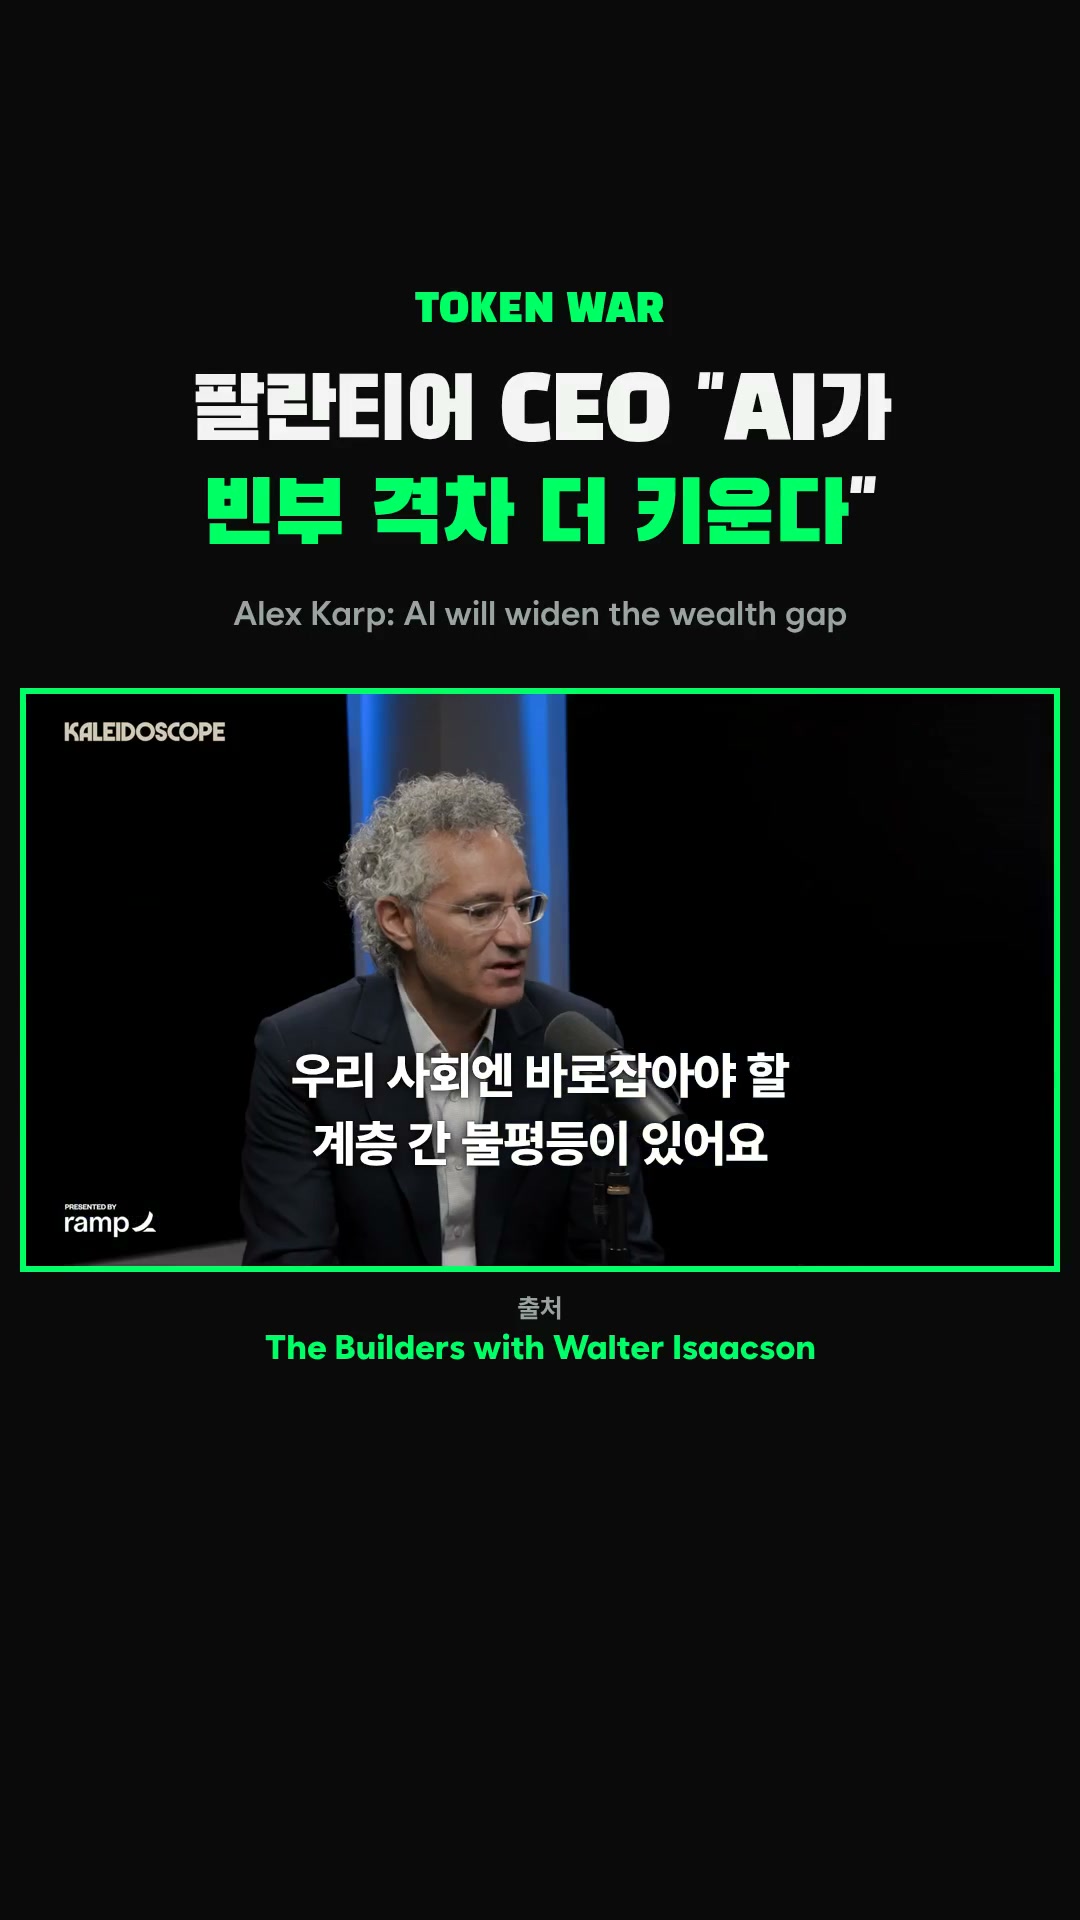 TOKEN WAR
팔란티어 CEO "AI가
빈부 격차 더 키운다"
Alex Karp: AI will widen the wealth gap
KALEIDOSCOPE
우리 사회엔 바로잡아야 할
계층 간 불평등이 있어요
PRESENTED BY
ramp
출처
The Builders with Walter Isaacson